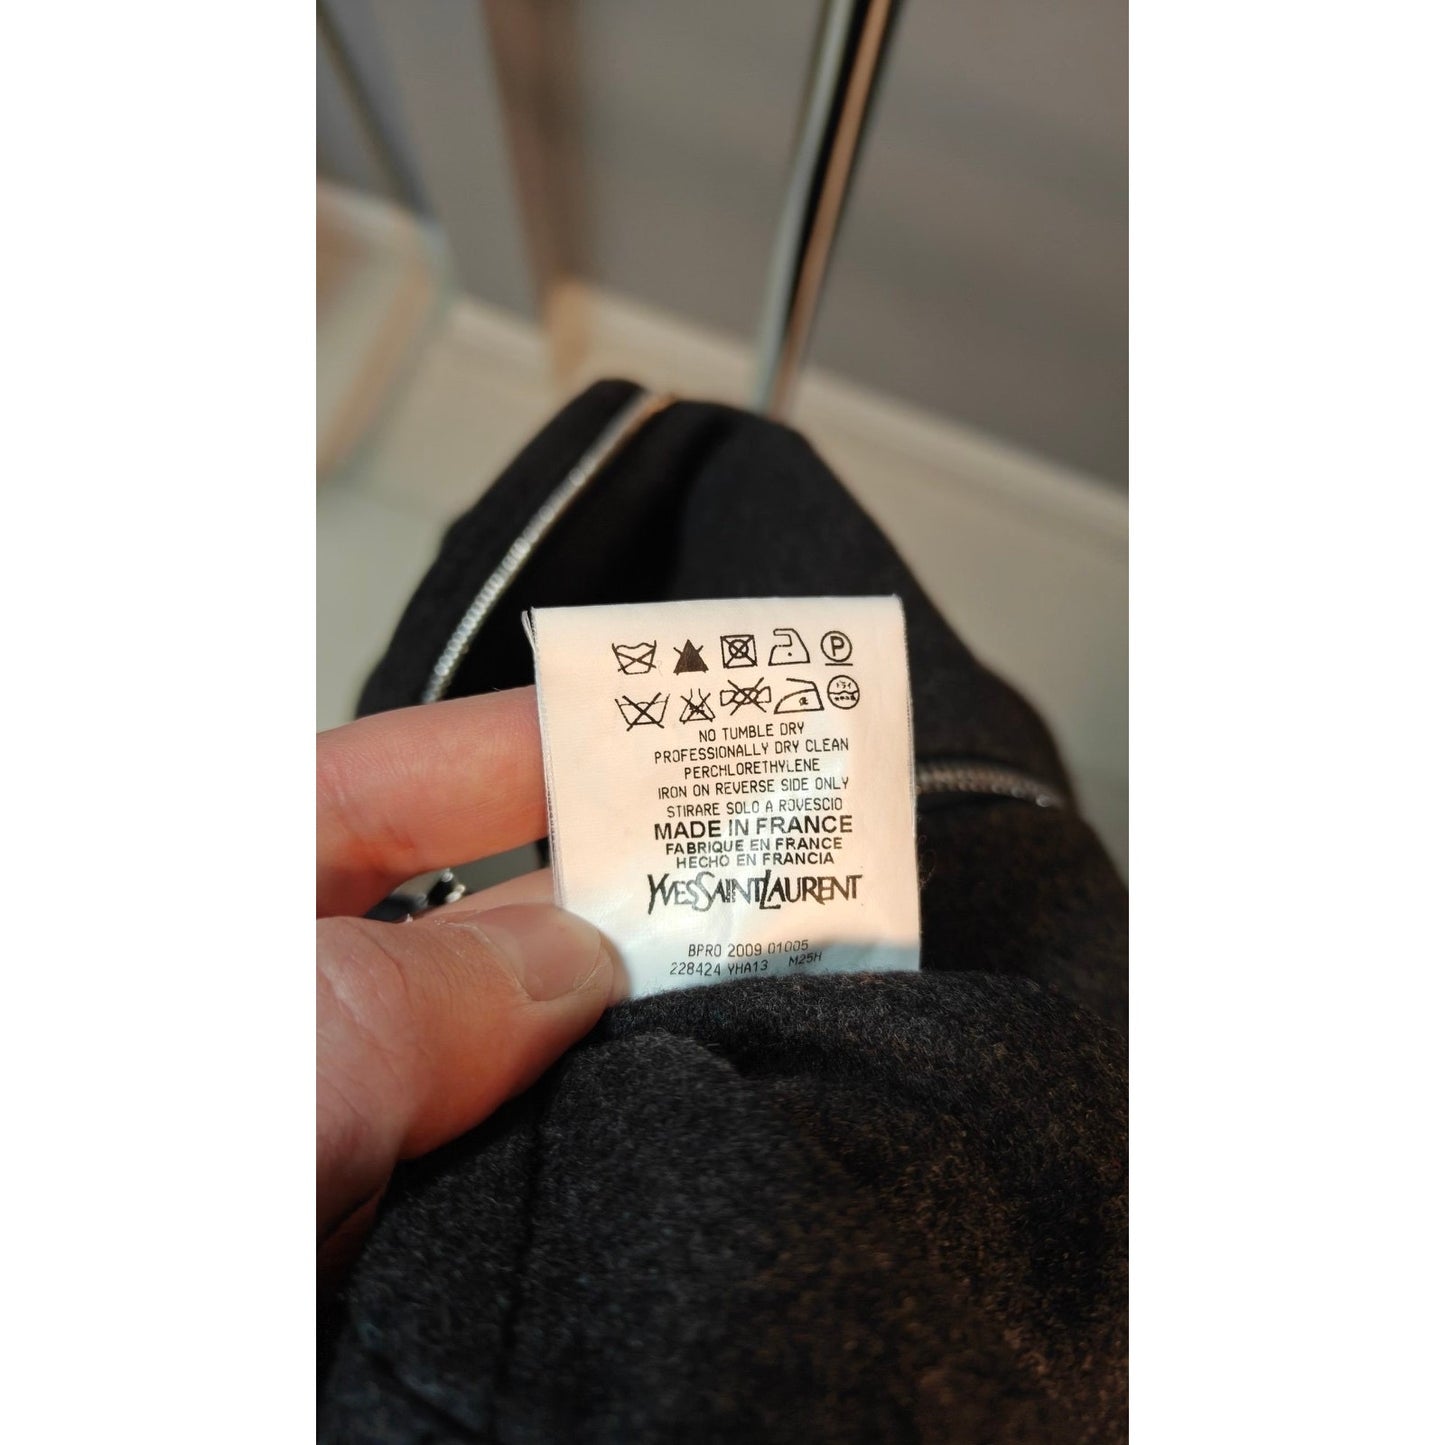 P
NO TUMBLE DRY
PROFESSIONALLY DRY CLEAN
PERCHLORETHYLENE
IRON ON REVERSE SIDE ONLY
STIRARE SOLO A ROVESCIO
MADE IN FRANCE
FABRIQUE EN FRANCE
HECHO EN FRANCIA
YVESSAINTLAURENT
BPRO 2009 01005
228424 YHA13 M25H